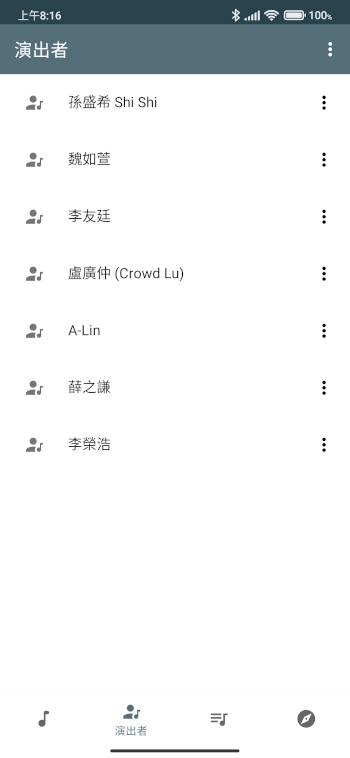 上午8:16
100%
演出者
孫盛希 Shi Shi
魏如萱
李友廷
盧廣仲 (Crowd Lu)
A-Lin
薛之謙
李榮浩
演出者